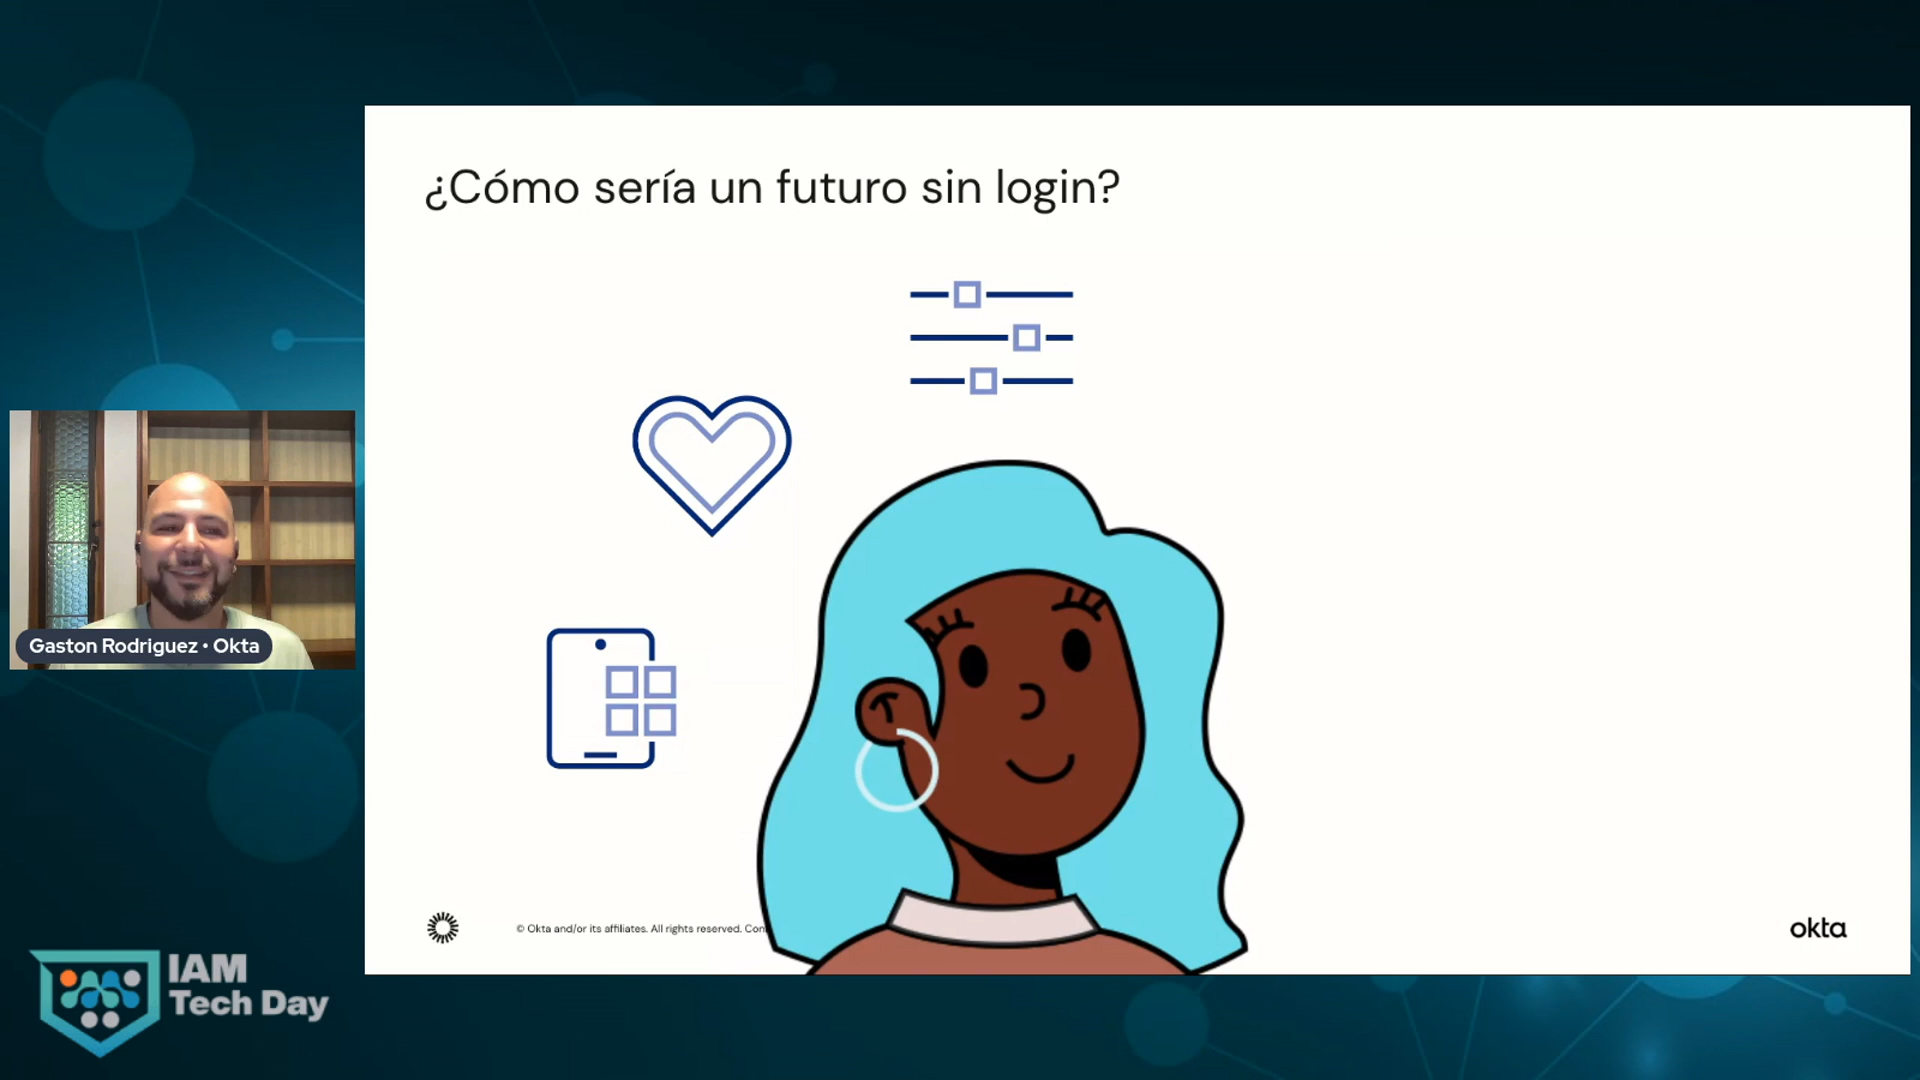 ¿Cómo sería un futuro sin login?
Gaston Rodriguez • Okta
© Okta and/or its affiliates. All rights reserved.
okta
IAM
Tech Day